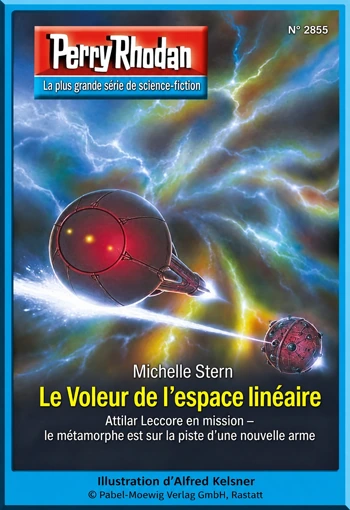 Perry Rhodan
N° 2855
La plus grande série de science-fiction
Michelle Stern
Le Voleur de l'espace linéaire
Attilar Leccore en mission –
le métamorphe est sur la piste d'une nouvelle arme
Illustration d'Alfred Kelsner
© Pabel-Moewig Verlag GmbH, Rastatt